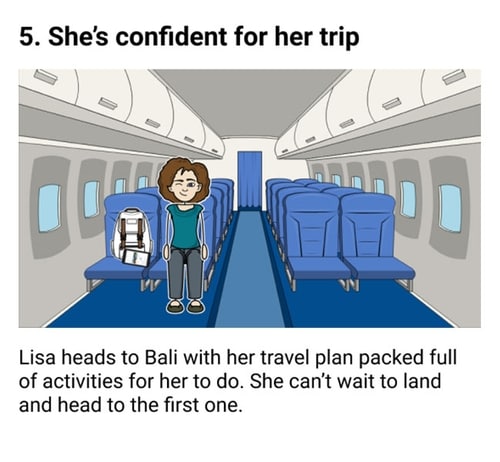 5. She's confident for her trip
Lisa heads to Bali with her travel plan packed full
of activities for her to do. She can't wait to land
and head to the first one.